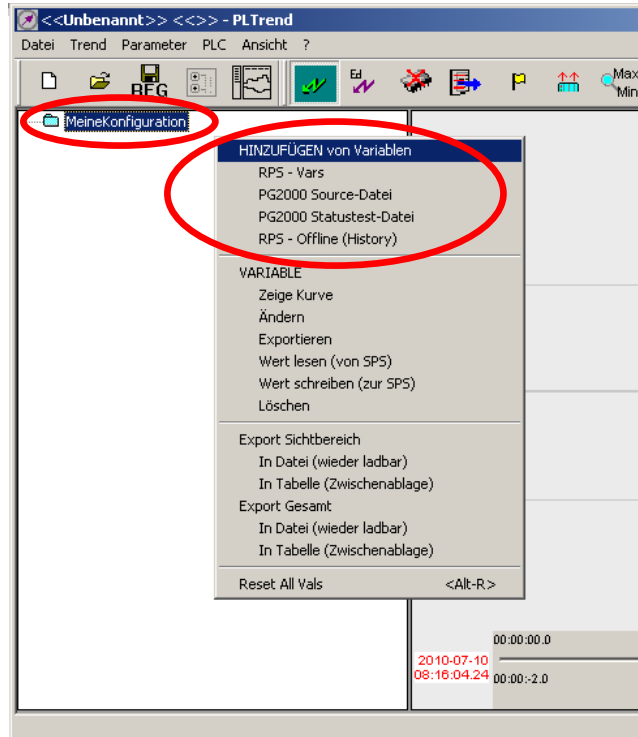 <<Unbenannt>> <<>> - PLTrend
Datei Trend Parameter PLC Ansicht ?
REG
Ed
Max
Min
MeineKonfiguration
HINZUFÜGEN von Variablen
RPS - Vars
PG2000 Source-Datei
PG2000 Statustest-Datei
RPS - Offline (History)
VARIABLE
Zeige Kurve
Ändern
Exportieren
Wert lesen (von SPS)
Wert schreiben (zur SPS)
Löschen
Export Sichtbereich
In Datei (wieder ladbar)
In Tabelle (Zwischenablage)
Export Gesamt
In Datei (wieder ladbar)
In Tabelle (Zwischenablage)
Reset All Vals <Alt-R>
00:00:00.0
2010-07-10
08:16:04.24
00:00:-2.0